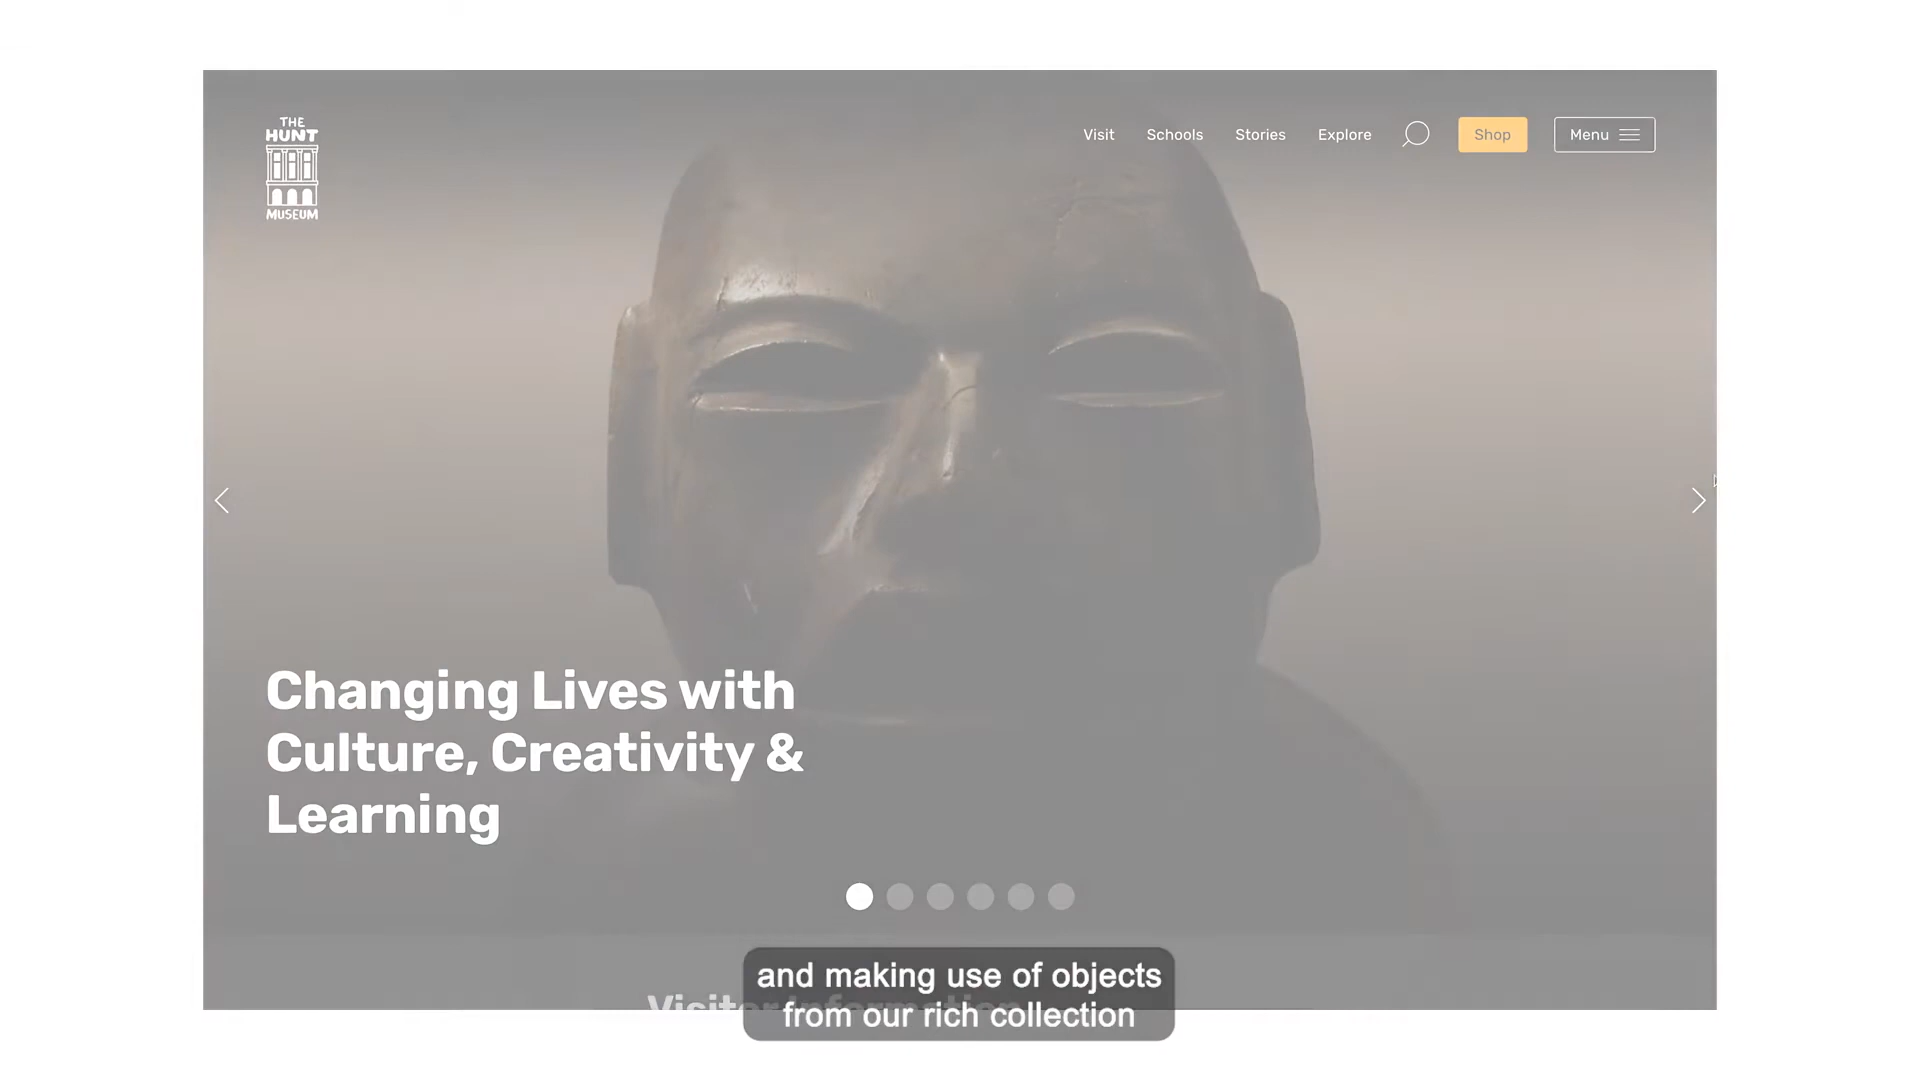 THE
HUNT
MUSEUM
Visit Schools Stories Explore Shop Menu
Changing Lives with
Culture, Creativity &
Learning
Visitor Information
and making use of objects
from our rich collection